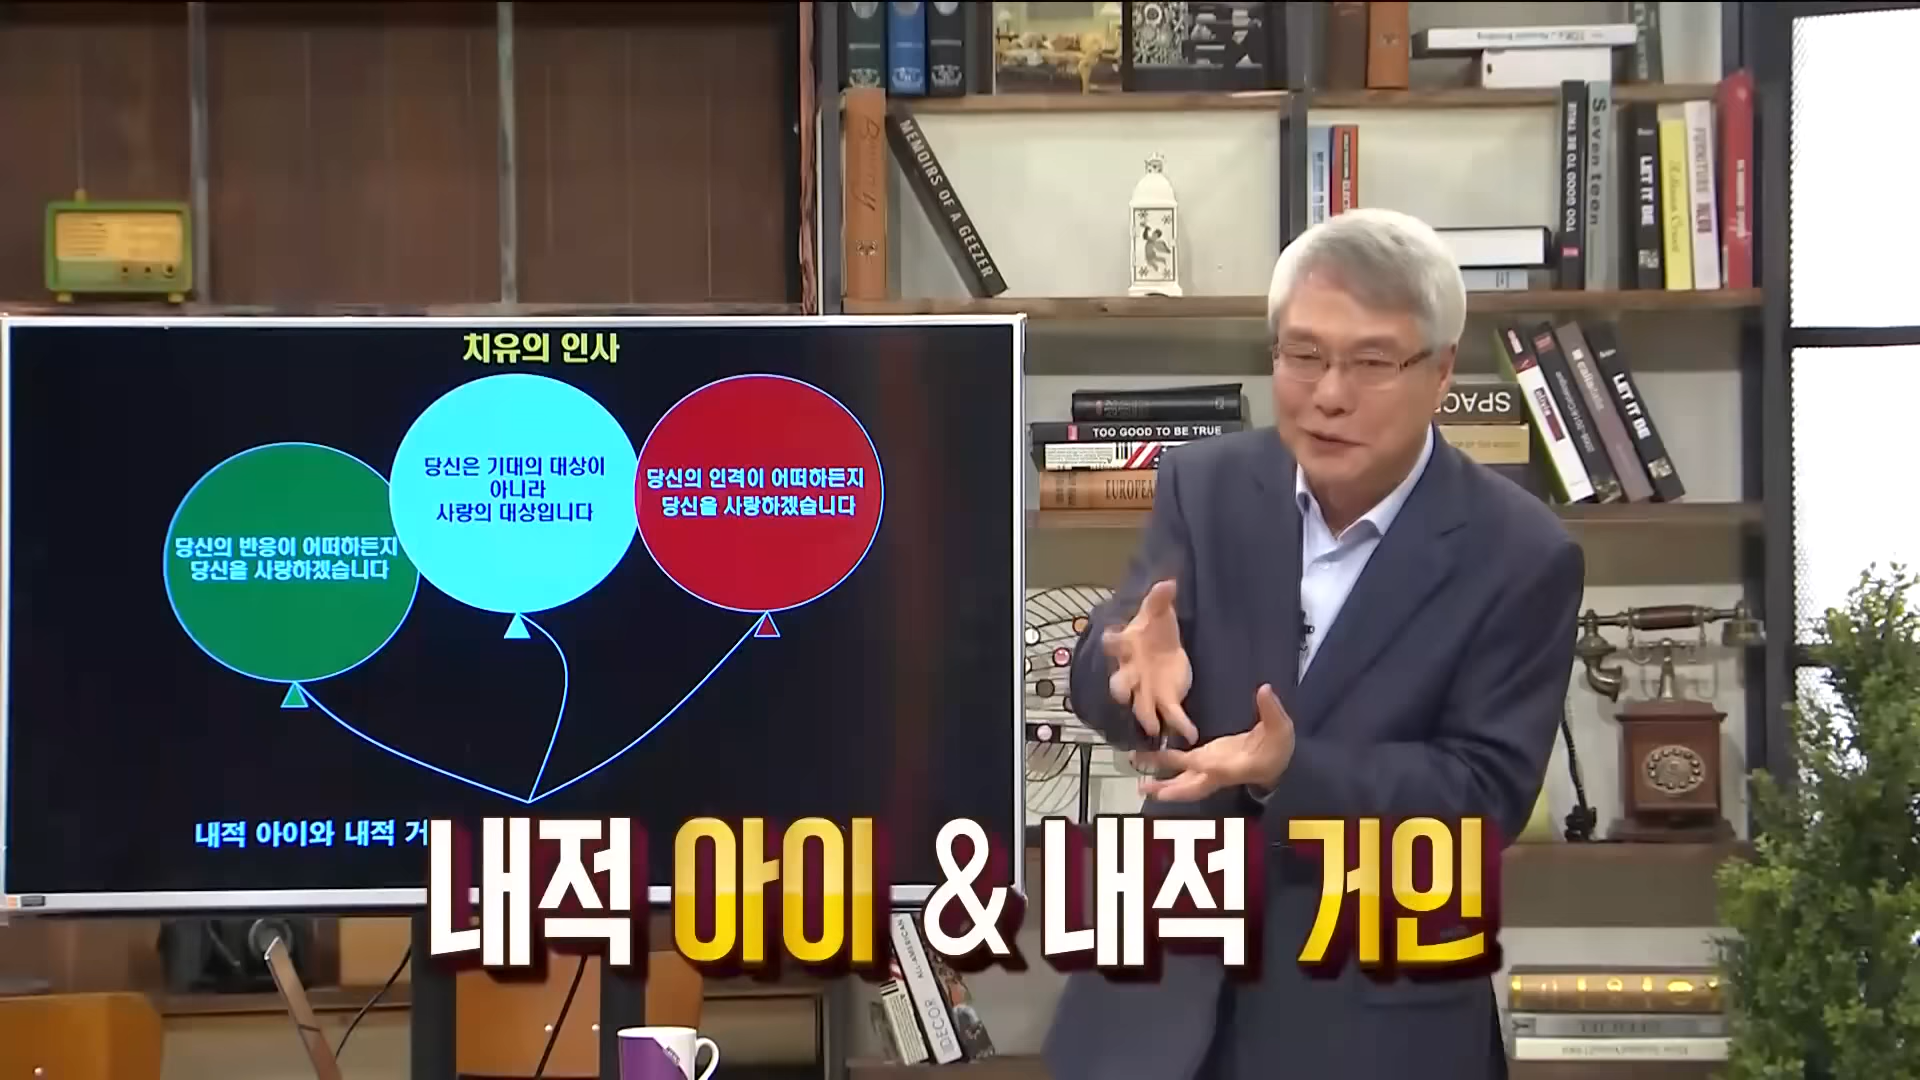 치유의 인사
당신은 기대의 대상이
아니라
사랑의 대상입니다
당신의 인격이 어떠하든지
당신을 사랑하겠습니다
당신의 반응이 어떠하든지
당신을 사랑하겠습니다
내적 아이와 내적 거
내적 아이 & 내적 거인
MEMOIRS OF A GEEZER
TOO GOOD TO BE TRUE
Seventeen
LET IT BE
TOO GOOD TO BE TRUE
SPAC
LET IT BE
EUROPEA
ALL-AMERICAN
DECOR